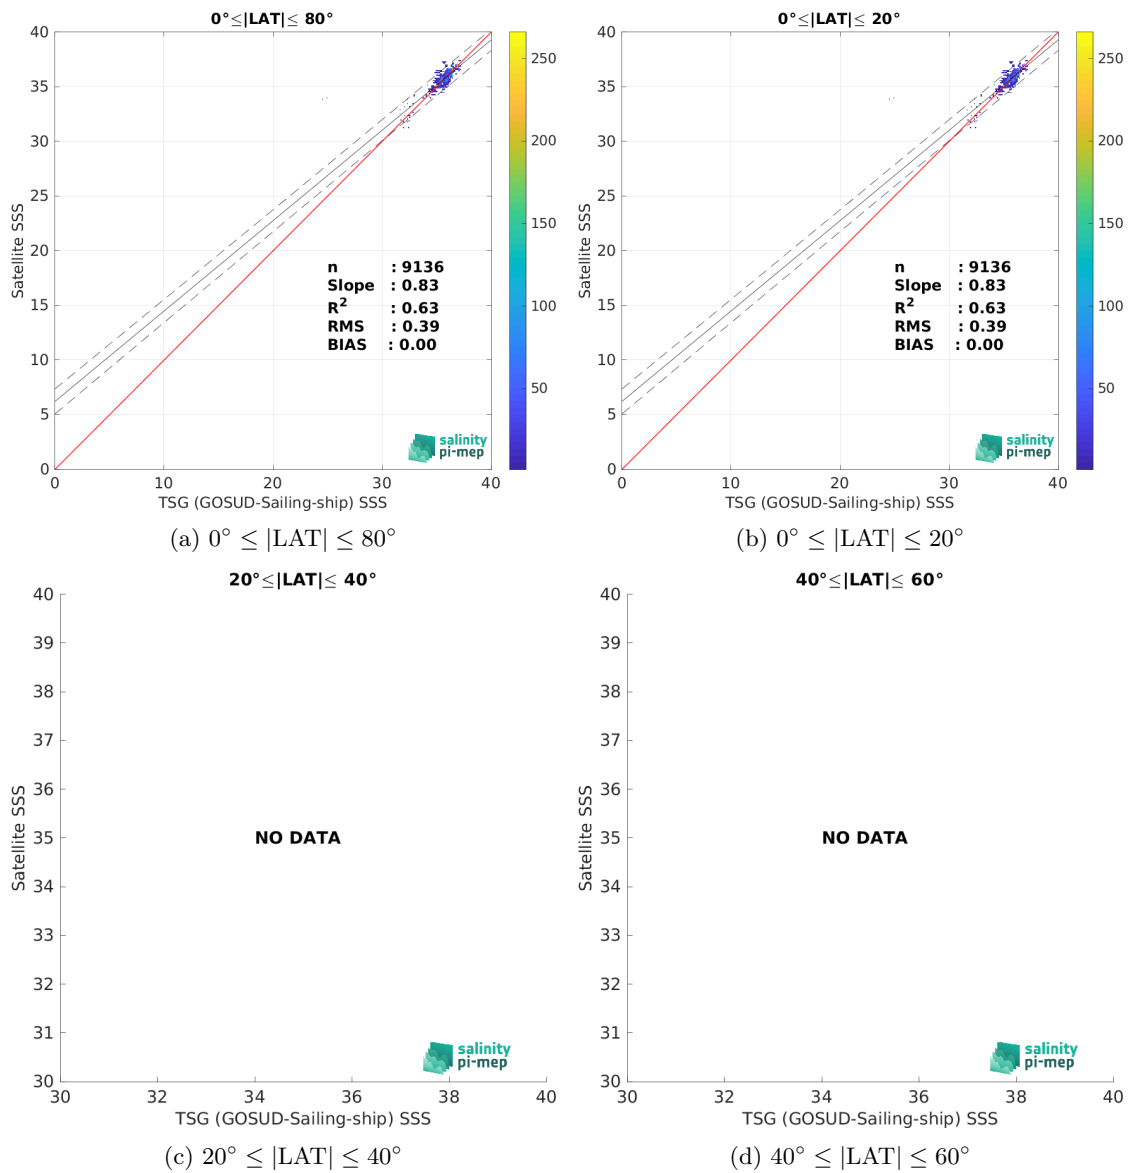 0°≤|LAT|≤ 80°
40
35
30
25
20
15
10
5
0
Satellite SSS
n : 9136
Slope : 0.83
R² : 0.63
RMS : 0.39
BIAS : 0.00
salinity
pi-mep
0 10 20 30 40
TSG (GOSUD-Sailing-ship) SSS
250
200
150
100
50
(a) 0° ≤ |LAT| ≤ 80°
0°≤|LAT|≤ 20°
40
35
30
25
20
15
10
5
0
Satellite SSS
n : 9136
Slope : 0.83
R² : 0.63
RMS : 0.39
BIAS : 0.00
salinity
pi-mep
0 10 20 30 40
TSG (GOSUD-Sailing-ship) SSS
250
200
150
100
50
(b) 0° ≤ |LAT| ≤ 20°
20°≤|LAT|≤ 40°
40
39
38
37
36
35
34
33
32
31
30
Satellite SSS
NO DATA
salinity
pi-mep
30 32 34 36 38 40
TSG (GOSUD-Sailing-ship) SSS
(c) 20° ≤ |LAT| ≤ 40°
40°≤|LAT|≤ 60°
40
39
38
37
36
35
34
33
32
31
30
Satellite SSS
NO DATA
salinity
pi-mep
30 32 34 36 38 40
TSG (GOSUD-Sailing-ship) SSS
(d) 40° ≤ |LAT| ≤ 60°